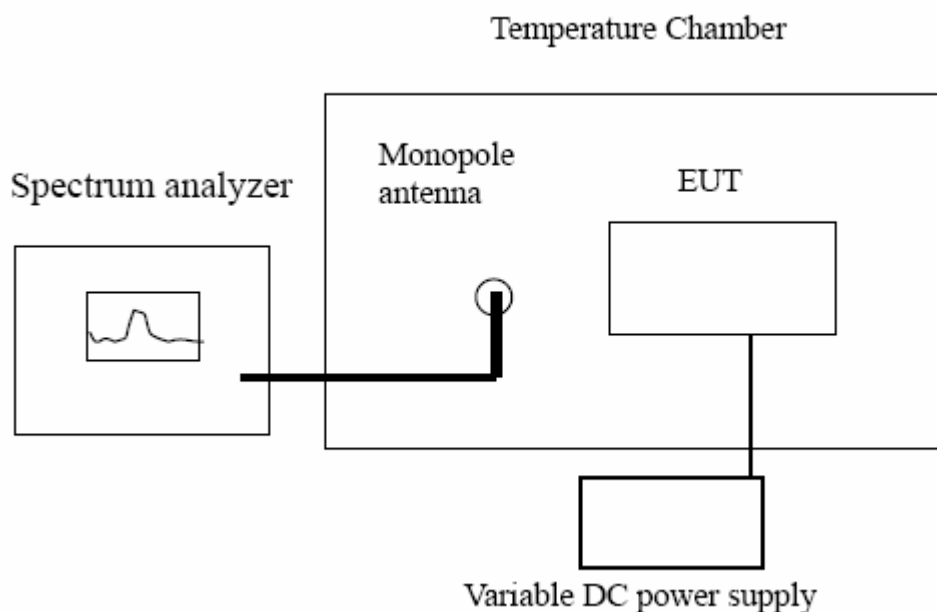 Temperature Chamber
Monopole
antenna
EUT
Spectrum analyzer
Variable DC power supply